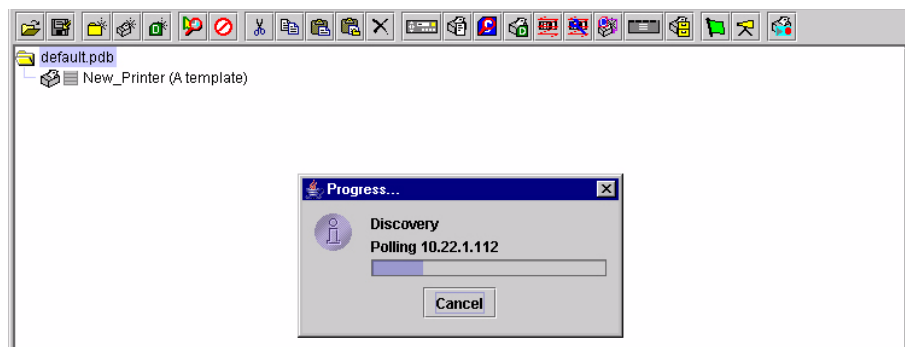 default.pdb
New_Printer (A template)
Progress...
Discovery
Polling 10.22.1.112
Cancel